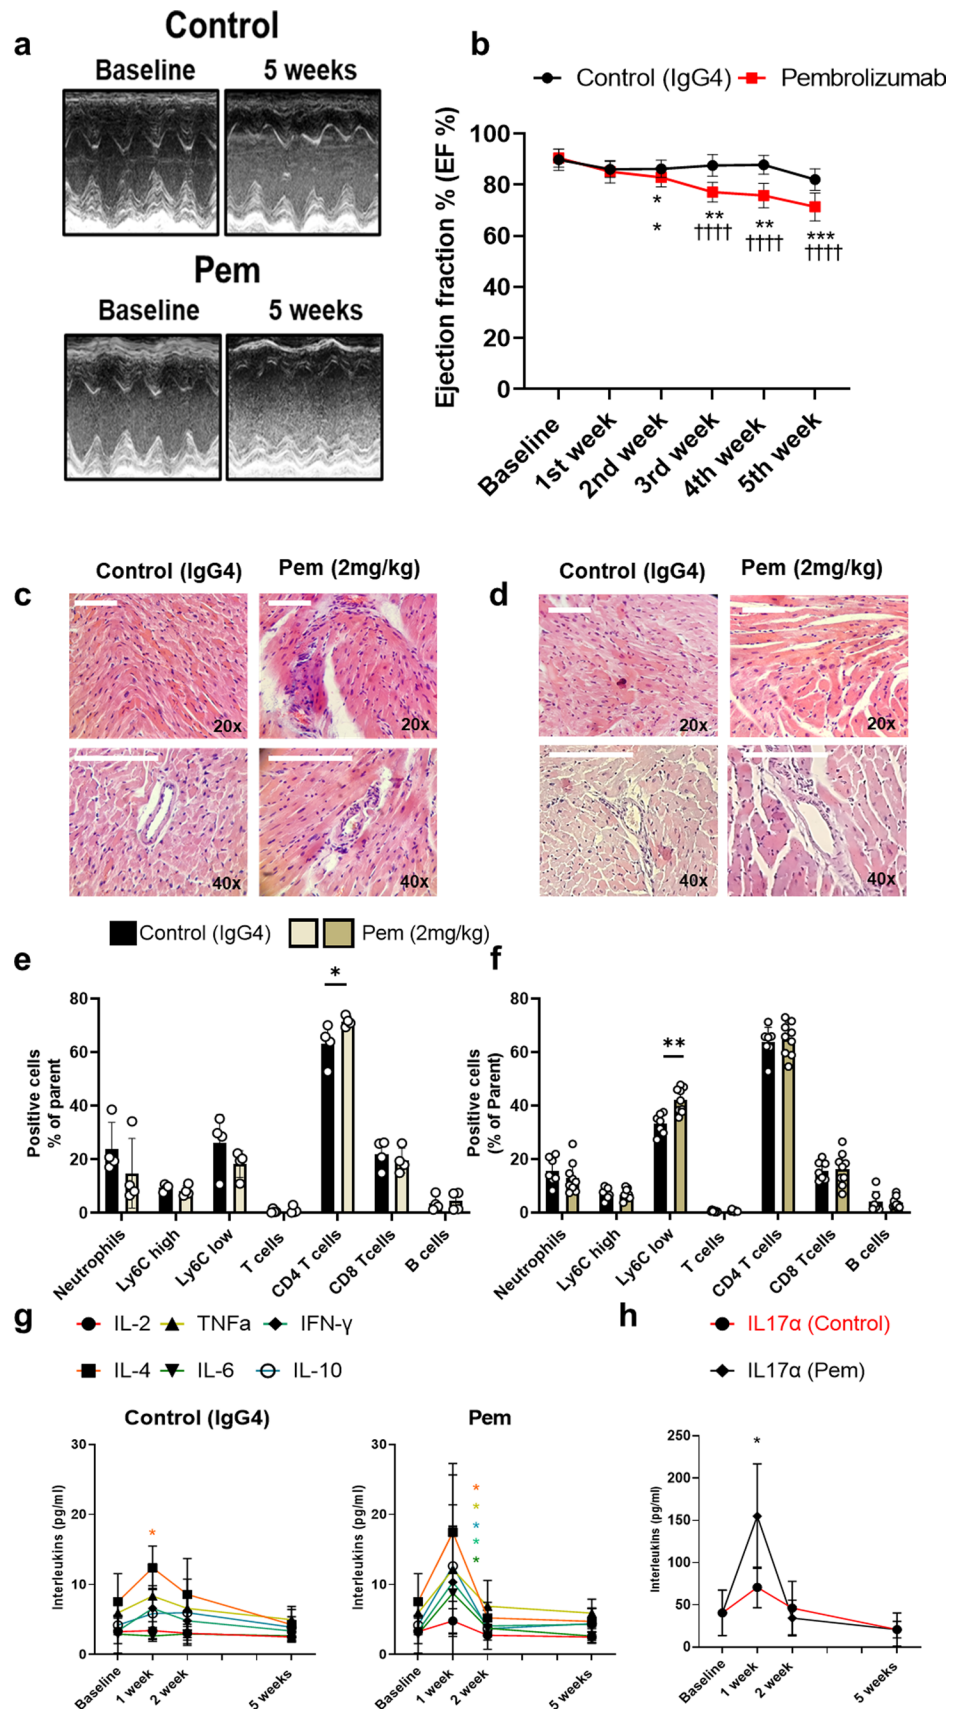 a
Control
Baseline 5 weeks
Pem
Baseline 5 weeks
b
Control (IgG4) Pembrolizumab
Ejection fraction % (EF %)
100
80
60
40
20
0
*
*
**
††††
**
††††
***
††††
Baseline 1st week 2nd week 3rd week 4th week 5th week
c
Control (IgG4) Pem (2mg/kg)
20x 20x
40x 40x
d
Control (IgG4) Pem (2mg/kg)
20x 20x
40x 40x
Control (IgG4) Pem (2mg/kg)
e
Positive cells
% of parent
80
60
40
20
0
*
Neutrophils Ly6C high Ly6C low T cells CD4 T cells CD8 Tcells B cells
f
Positive cells
(% of Parent)
80
60
40
20
0
**
Neutrophils Ly6C high Ly6C low T cells CD4 T cells CD8 Tcells B cells
g
IL-2 TNFa IFN-γ
IL-4 IL-6 IL-10
Control (IgG4)
Interleukins (pg/ml)
30
20
10
0
*
Baseline 1 week 2 week 5 weeks
Pem
Interleukins (pg/ml)
30
20
10
0
*
*
*
*
*
Baseline 1 week 2 week 5 weeks
h
IL17α (Control)
IL17α (Pem)
Interleukins (pg/ml)
250
200
150
100
50
0
*
Baseline 1 week 2 week 5 weeks